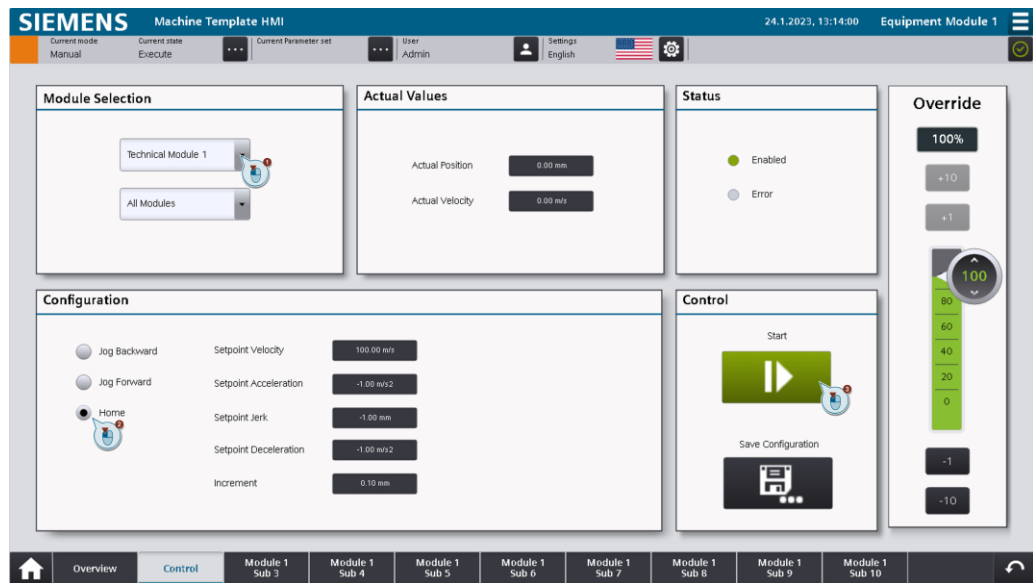 SIEMENS
Machine Template HMI
24.1.2023, 13:14:00
Equipment Module 1
Current mode
Manual
Current state
Execute
...
Current Parameter set
...
User
Admin
Settings
English
Module Selection
Technical Module 1
1
All Modules
Actual Values
Actual Position
0.00 mm
Actual Velocity
0.00 m/s
Status
Enabled
Error
Override
100%
+10
+1
100
80
60
40
20
0
-1
-10
Configuration
Jog Backward
Jog Forward
Home
2
Setpoint Velocity
100.00 m/s
Setpoint Acceleration
-1.00 m/s2
Setpoint Jerk
-1.00 mm
Setpoint Deceleration
-1.00 m/s2
Increment
0.10 mm
Control
Start
3
Save Configuration
...
Overview
Control
Module 1
Sub 3
Module 1
Sub 4
Module 1
Sub 5
Module 1
Sub 6
Module 1
Sub 7
Module 1
Sub 8
Module 1
Sub 9
Module 1
Sub 10